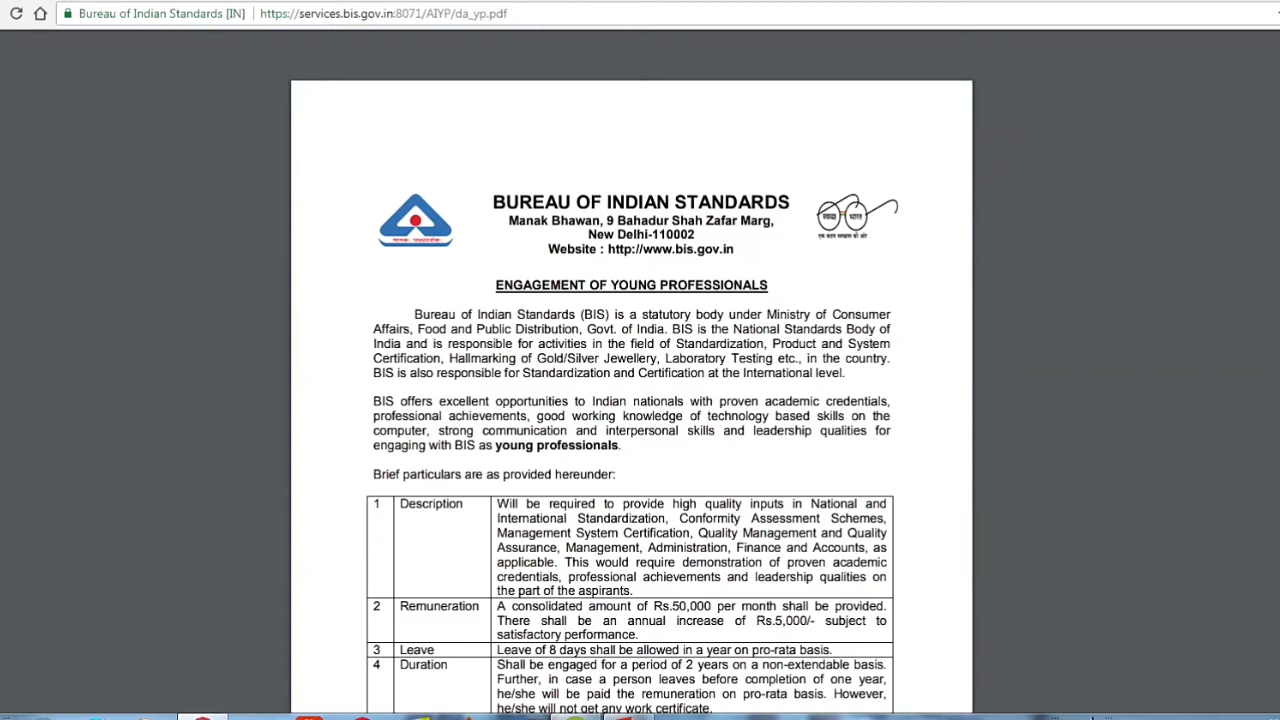 Bureau of Indian Standards [IN] https://services.bis.gov.in:8071/AIYP/da_yp.pdf
BUREAU OF INDIAN STANDARDS
Manak Bhawan, 9 Bahadur Shah Zafar Marg,
New Delhi-110002
Website : http://www.bis.gov.in
स्वच्छ भारत
एक कदम स्वच्छता की ओर
ENGAGEMENT OF YOUNG PROFESSIONALS
Bureau of Indian Standards (BIS) is a statutory body under Ministry of Consumer
Affairs, Food and Public Distribution, Govt. of India. BIS is the National Standards Body of
India and is responsible for activities in the field of Standardization, Product and System
Certification, Hallmarking of Gold/Silver Jewellery, Laboratory Testing etc., in the country.
BIS is also responsible for Standardization and Certification at the International level.
BIS offers excellent opportunities to Indian nationals with proven academic credentials,
professional achievements, good working knowledge of technology based skills on the
computer, strong communication and interpersonal skills and leadership qualities for
engaging with BIS as young professionals.
Brief particulars are as provided hereunder:
1 Description Will be required to provide high quality inputs in National and
International Standardization, Conformity Assessment Schemes,
Management System Certification, Quality Management and Quality
Assurance, Management, Administration, Finance and Accounts, as
applicable. This would require demonstration of proven academic
credentials, professional achievements and leadership qualities on
the part of the aspirants.
2 Remuneration A consolidated amount of Rs.50,000 per month shall be provided.
There shall be an annual increase of Rs.5,000/- subject to
satisfactory performance.
3 Leave Leave of 8 days shall be allowed in a year on pro-rata basis.
4 Duration Shall be engaged for a period of 2 years on a non-extendable basis.
Further, in case a person leaves before completion of one year,
he/she will be paid the remuneration on pro-rata basis. However,
he/she will not get any work certificate.